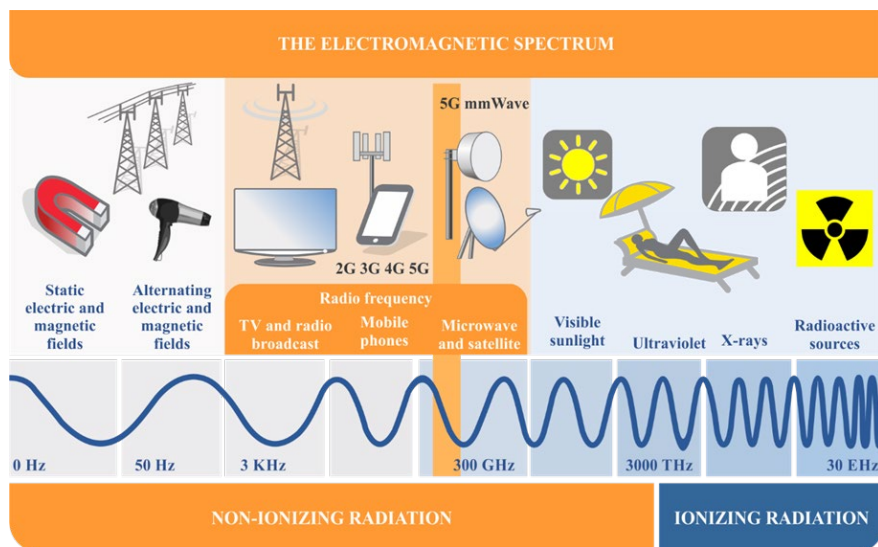 THE ELECTROMAGNETIC SPECTRUM
5G mmWave
2G 3G 4G 5G
Static
electric and
magnetic
fields
Alternating
electric and
magnetic
fields
Radio frequency
TV and radio
broadcast
Mobile
phones
Microwave
and satellite
Visible
sunlight
Ultraviolet
X-rays
Radioactive
sources
0 Hz
50 Hz
3 KHz
300 GHz
3000 THz
30 EHz
NON-IONIZING RADIATION
IONIZING RADIATION